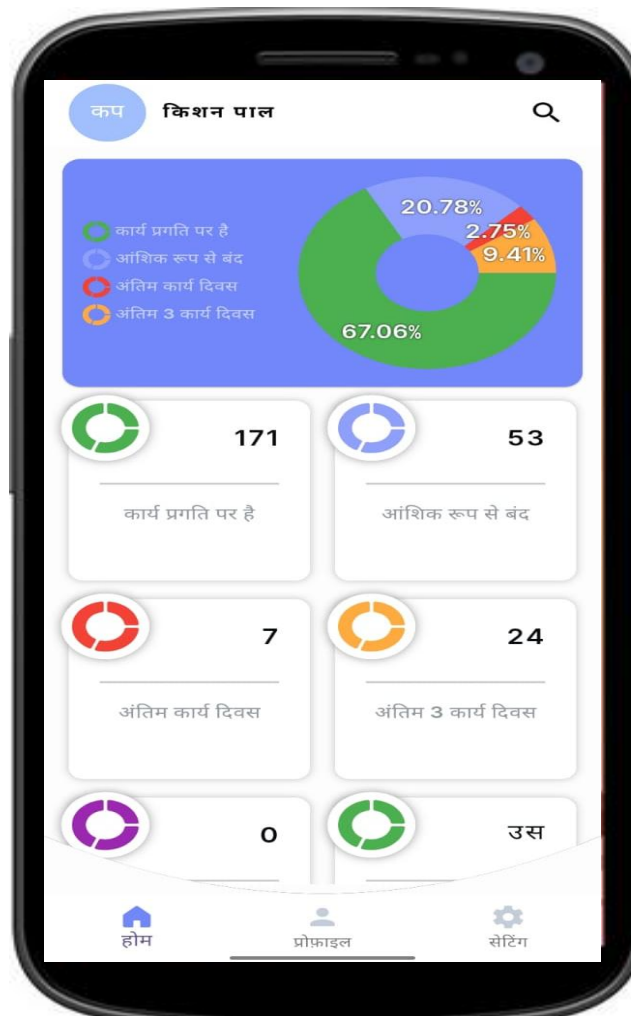 कप किशन पाल
कार्य प्रगति पर है
आंशिक रूप से बंद
अंतिम कार्य दिवस
अंतिम 3 कार्य दिवस
20.78%
2.75%
9.41%
67.06%
171
कार्य प्रगति पर है
53
आंशिक रूप से बंद
7
अंतिम कार्य दिवस
24
अंतिम 3 कार्य दिवस
0
उस
होम
प्रोफ़ाइल
सेटिंग